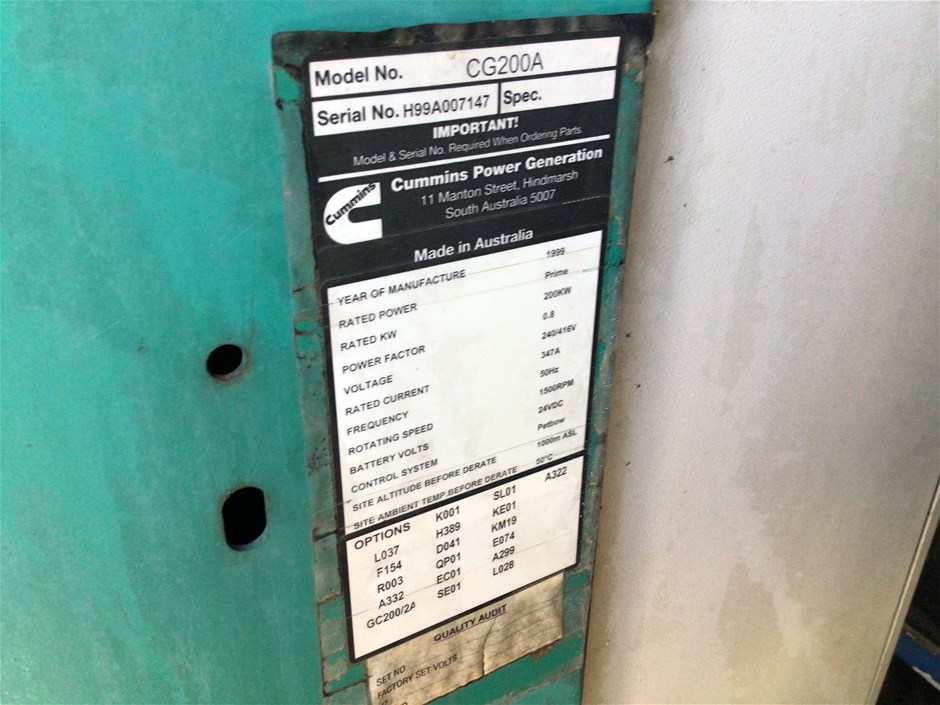 Model No. CG200A
Serial No. H99A007147 Spec.
IMPORTANT!
Model & Serial No. Required When Ordering Parts
Cummins
Cummins Power Generation
11 Manton Street, Hindmarsh
South Australia 5007
Made in Australia
YEAR OF MANUFACTURE 1999
RATED POWER Prime
RATED KW 200KW
POWER FACTOR 0.8
VOLTAGE 240/416V
RATED CURRENT 347A
FREQUENCY 50Hz
ROTATING SPEED 1500RPM
BATTERY VOLTS 24VDC
CONTROL SYSTEM Petbow
SITE ALTITUDE BEFORE DERATE 1000m ASL
SITE AMBIENT TEMP.BEFORE DERATE 50°C
OPTIONS K001 SL01 A322
L037 H389 KE01
F154 D041 KM19
R003 QP01 E074
A332 EC01 A299
GC200/2A SE01 L028
QUALITY AUDIT
SET NO
FACTORY SET VOLTS